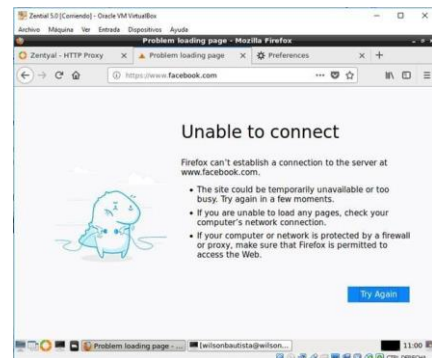 Zential 5.0 [Corriendo] - Oracle VM VirtualBox
Archivo Máquina Ver Entrada Dispositivos Ayuda
Problem loading page - Mozilla Firefox
Zentyal - HTTP Proxy
Problem loading page
Preferences
https://www.facebook.com
Unable to connect
Firefox can't establish a connection to the server at
www.facebook.com.
The site could be temporarily unavailable or too
busy. Try again in a few moments.
If you are unable to load any pages, check your
computer's network connection.
If your computer or network is protected by a firewall
or proxy, make sure that Firefox is permitted to
access the Web.
Try Again
Problem loading page - ...
[wilsonbautista@wilson...
11:00
CTRL DERECHA